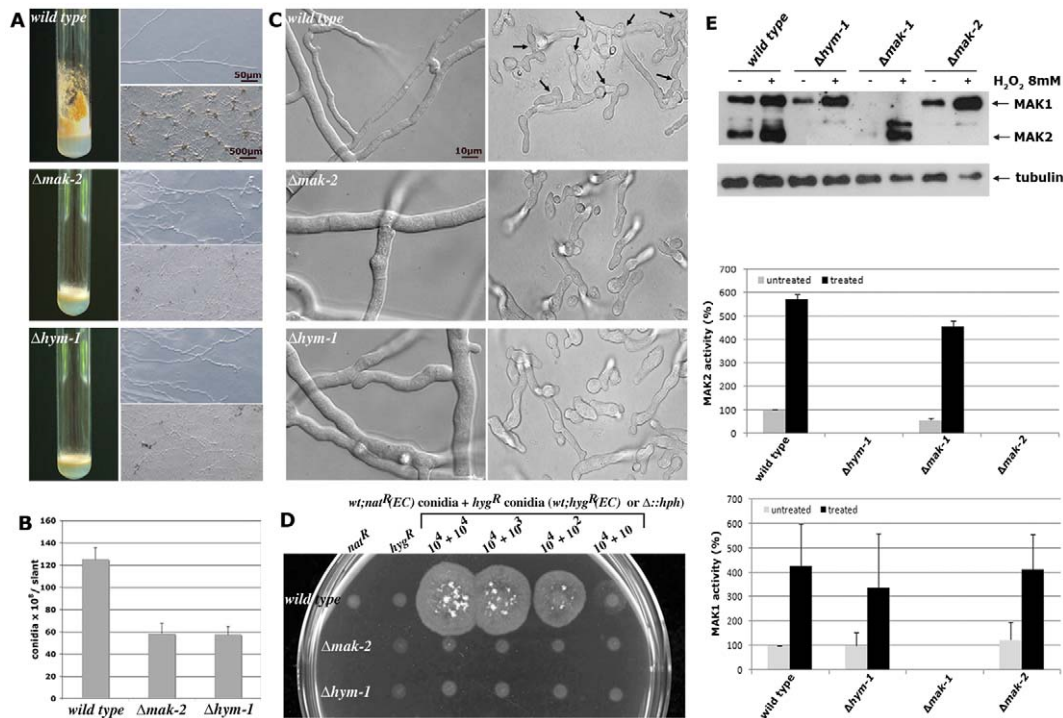 A
wild type
50µm
500µm
Δmak-2
Δhym-1
B
conidia x 10⁸/ slant
160
140
120
100
80
60
40
20
0
wild type Δmak-2 Δhym-1
C
wild type
10µm
Δmak-2
Δhym-1
D
wt;natᴿ(EC) conidia + hygᴿ conidia (wt;hygᴿ(EC) or Δ::hph)
natᴿ hygᴿ 10⁴ + 10⁴ 10⁴ + 10³ 10⁴ + 10² 10⁴ + 10
wild type
Δmak-2
Δhym-1
E
wild type Δhym-1 Δmak-1 Δmak-2
- + - + - + - + H₂O₂ 8mM
MAK1
MAK2
tubulin
MAK2 activity (%)
untreated treated
700
600
500
400
300
200
100
0
wild type Δhym-1 Δmak-1 Δmak-2
MAK1 activity (%)
untreated treated
700
600
500
400
300
200
100
0
wild type Δhym-1 Δmak-1 Δmak-2